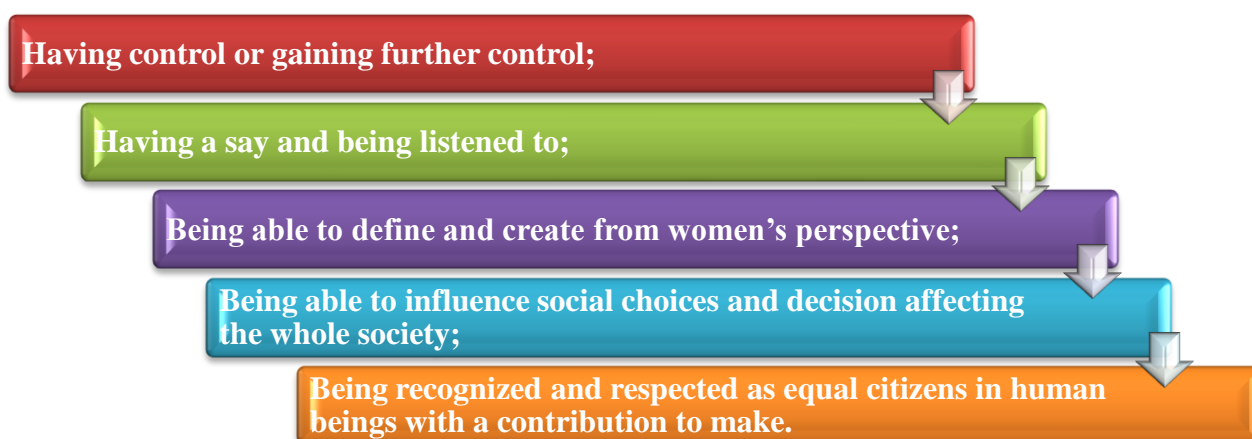 Having control or gaining further control;
Having a say and being listened to;
Being able to define and create from women’s perspective;
Being able to influence social choices and decision affecting
the whole society;
Being recognized and respected as equal citizens in human
beings with a contribution to make.